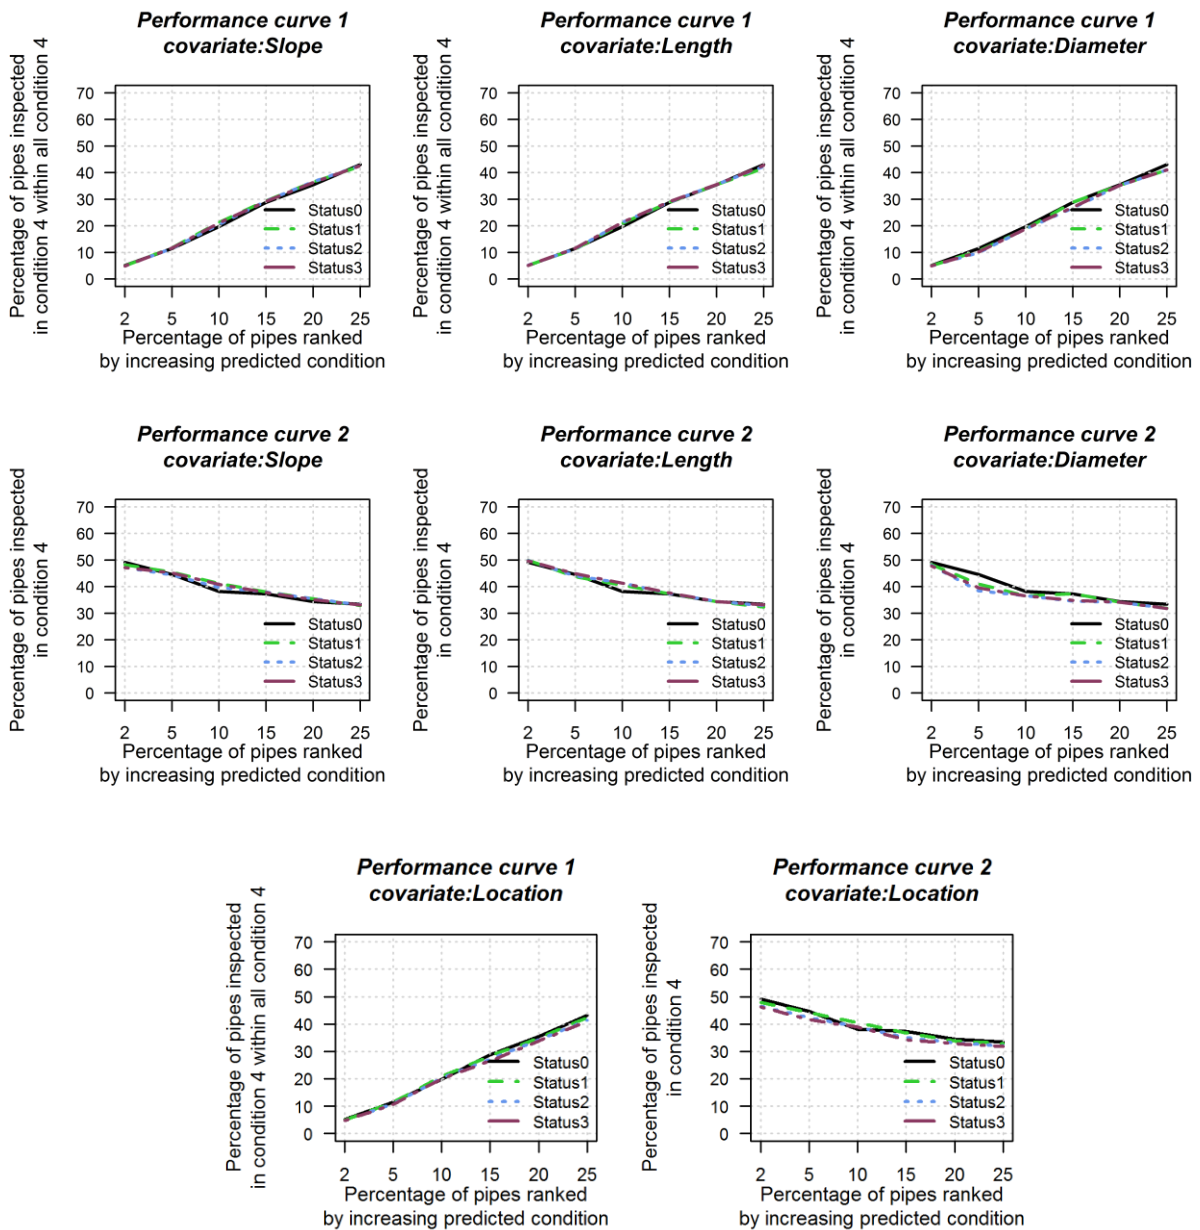 Performance curve 1
covariate:Slope
Percentage of pipes inspected
in condition 4 within all condition 4
70
60
50
40
30
20
10
0
Status0
Status1
Status2
Status3
2 5 10 15 20 25
Percentage of pipes ranked
by increasing predicted condition
Performance curve 1
covariate:Length
Percentage of pipes inspected
in condition 4 within all condition 4
70
60
50
40
30
20
10
0
Status0
Status1
Status2
Status3
2 5 10 15 20 25
Percentage of pipes ranked
by increasing predicted condition
Performance curve 1
covariate:Diameter
Percentage of pipes inspected
in condition 4 within all condition 4
70
60
50
40
30
20
10
0
Status0
Status1
Status2
Status3
2 5 10 15 20 25
Percentage of pipes ranked
by increasing predicted condition
Performance curve 2
covariate:Slope
Percentage of pipes inspected
in condition 4
70
60
50
40
30
20
10
0
Status0
Status1
Status2
Status3
2 5 10 15 20 25
Percentage of pipes ranked
by increasing predicted condition
Performance curve 2
covariate:Length
Percentage of pipes inspected
in condition 4
70
60
50
40
30
20
10
0
Status0
Status1
Status2
Status3
2 5 10 15 20 25
Percentage of pipes ranked
by increasing predicted condition
Performance curve 2
covariate:Diameter
Percentage of pipes inspected
in condition 4
70
60
50
40
30
20
10
0
Status0
Status1
Status2
Status3
2 5 10 15 20 25
Percentage of pipes ranked
by increasing predicted condition
Performance curve 1
covariate:Location
Percentage of pipes inspected
in condition 4 within all condition 4
70
60
50
40
30
20
10
0
Status0
Status1
Status2
Status3
2 5 10 15 20 25
Percentage of pipes ranked
by increasing predicted condition
Performance curve 2
covariate:Location
Percentage of pipes inspected
in condition 4
70
60
50
40
30
20
10
0
Status0
Status1
Status2
Status3
2 5 10 15 20 25
Percentage of pipes ranked
by increasing predicted condition